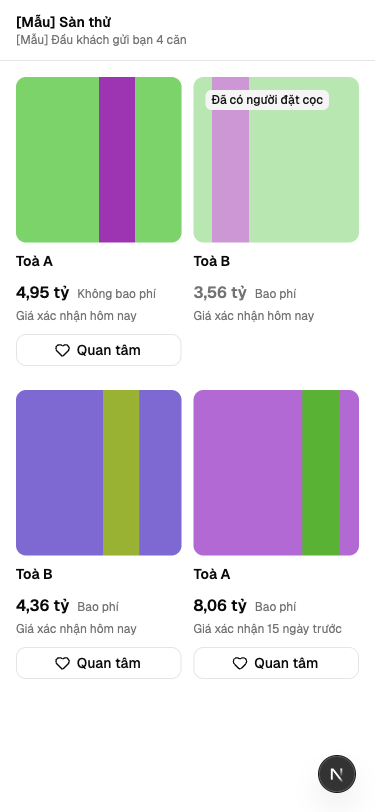 [Mẫu] Sàn thử
[Mẫu] Đầu khách gửi bạn 4 căn
Đã có người đặt cọc
Toà A
4,95 tỷ Không bao phí
Giá xác nhận hôm nay
Quan tâm
Toà B
3,56 tỷ Bao phí
Giá xác nhận hôm nay
Toà B
4,36 tỷ Bao phí
Giá xác nhận hôm nay
Quan tâm
Toà A
8,06 tỷ Bao phí
Giá xác nhận 15 ngày trước
Quan tâm
N